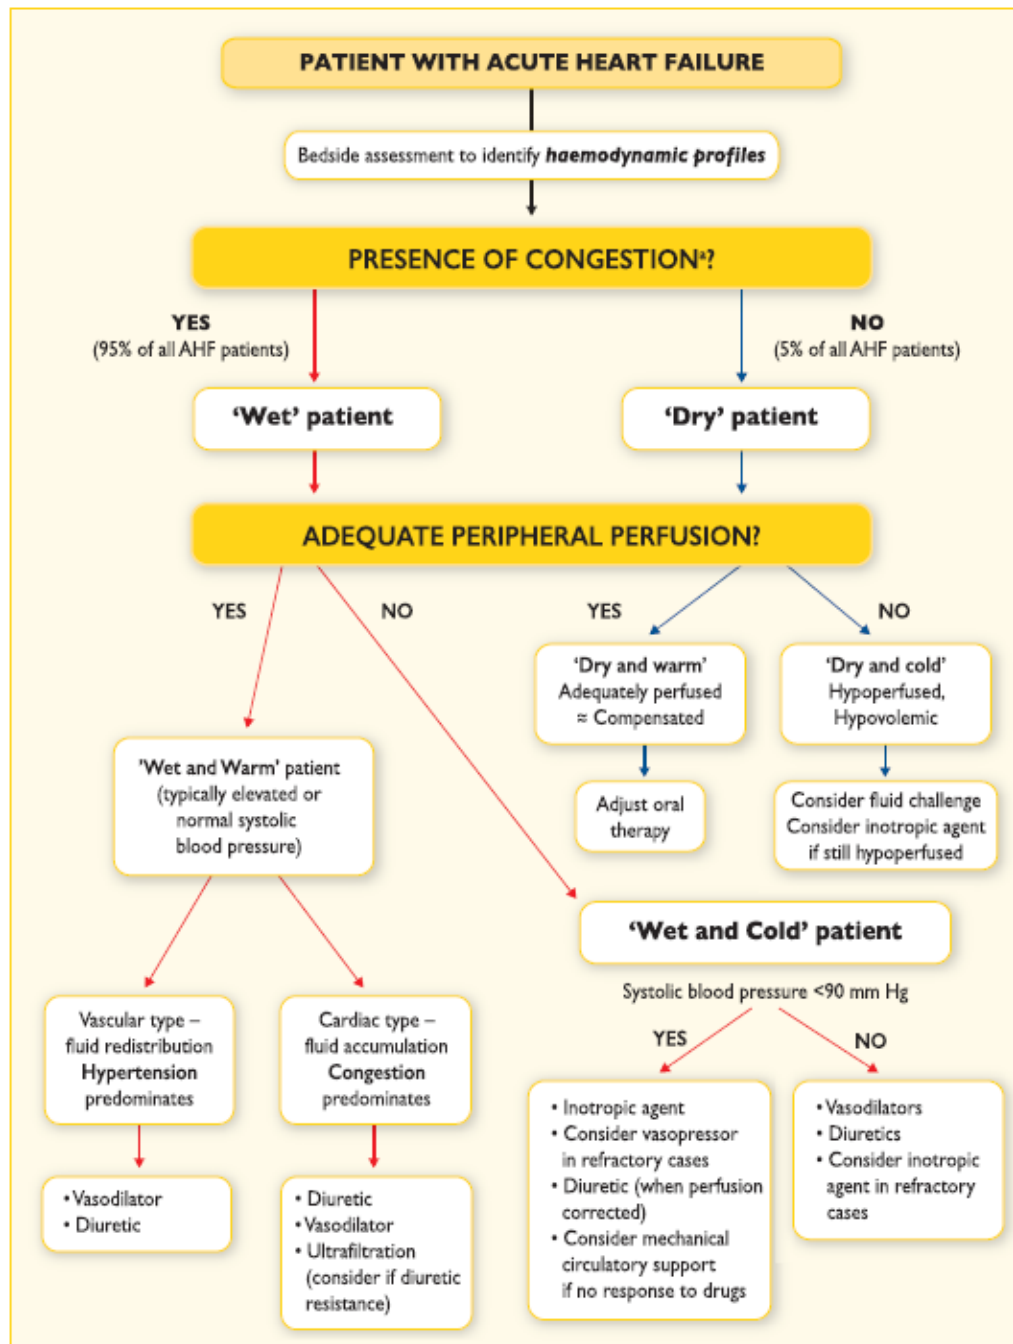 PATIENT WITH ACUTE HEART FAILURE
Bedside assessment to identify haemodynamic profiles
PRESENCE OF CONGESTIONᵃ?
YES
(95% of all AHF patients)
NO
(5% of all AHF patients)
‘Wet’ patient
‘Dry’ patient
ADEQUATE PERIPHERAL PERFUSION?
YES
NO
YES
NO
‘Dry and warm’
Adequately perfused
≈ Compensated
‘Dry and cold’
Hypoperfused,
Hypovolemic
’Wet and Warm’ patient
(typically elevated or
normal systolic
blood pressure)
Adjust oral
therapy
Consider fluid challenge
Consider inotropic agent
if still hypoperfused
‘Wet and Cold’ patient
Systolic blood pressure <90 mm Hg
YES
NO
Vascular type –
fluid redistribution
Hypertension
predominates
Cardiac type –
fluid accumulation
Congestion
predominates
• Vasodilator
• Diuretic
• Diuretic
• Vasodilator
• Ultrafiltration
(consider if diuretic
resistance)
• Inotropic agent
• Consider vasopressor
in refractory cases
• Diuretic (when perfusion
corrected)
• Consider mechanical
circulatory support
if no response to drugs
• Vasodilators
• Diuretics
• Consider inotropic
agent in refractory
cases